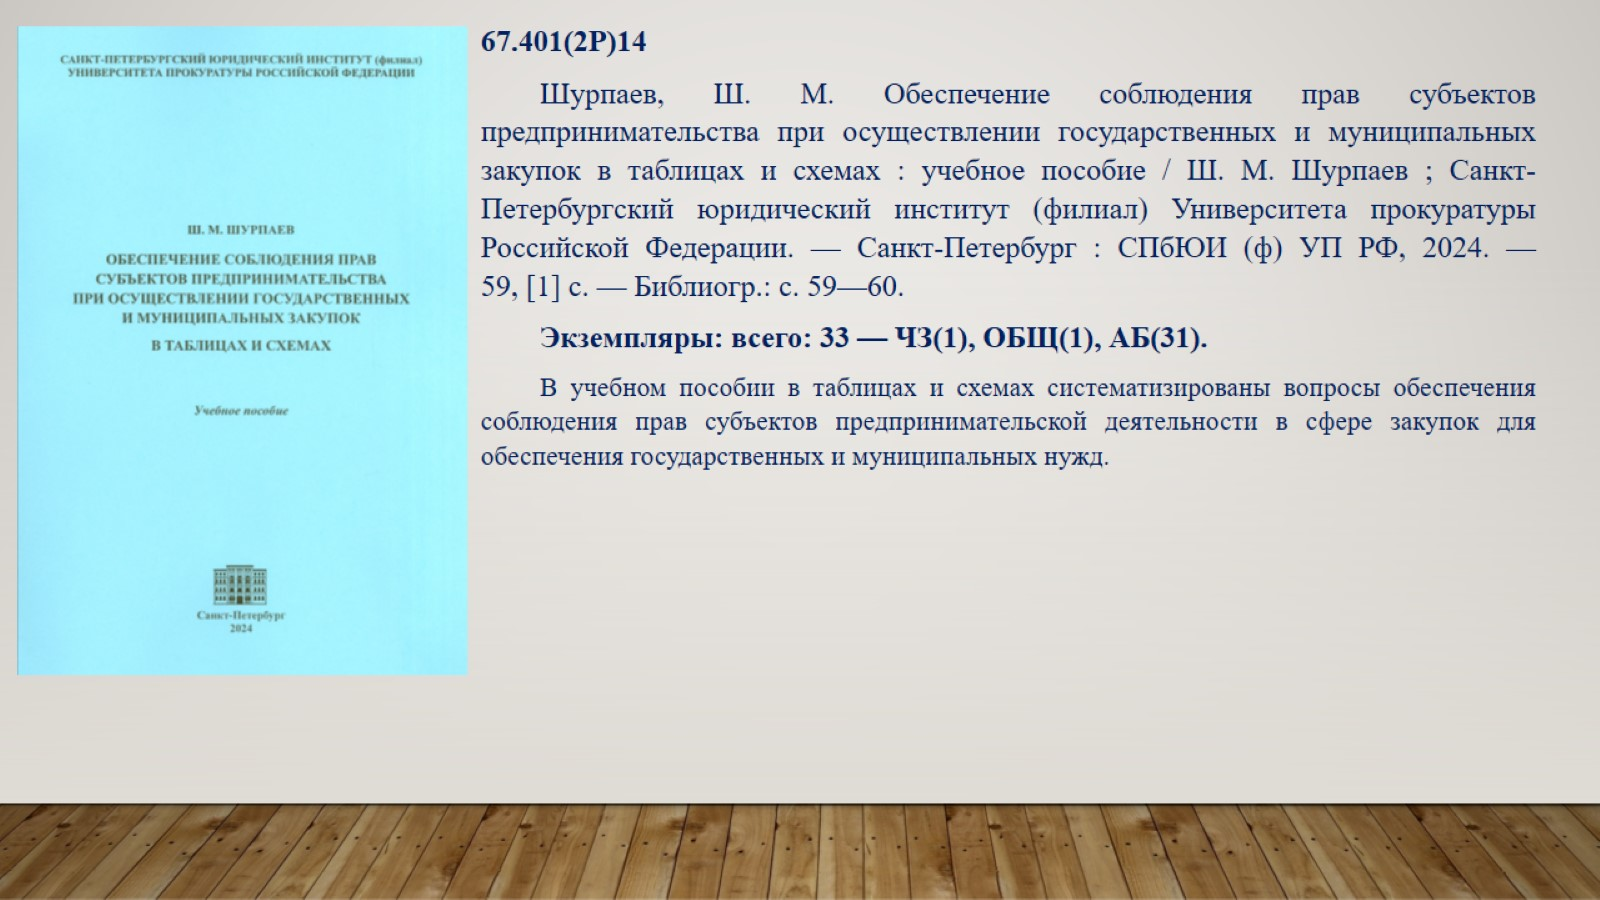 САНКТ-ПЕТЕРБУРГСКИЙ ЮРИДИЧЕСКИЙ ИНСТИТУТ (филиал)
УНИВЕРСИТЕТА ПРОКУРАТУРЫ РОССИЙСКОЙ ФЕДЕРАЦИИ
Ш. М. ШУРПАЕВ
ОБЕСПЕЧЕНИЕ СОБЛЮДЕНИЯ ПРАВ
СУБЪЕКТОВ ПРЕДПРИНИМАТЕЛЬСТВА
ПРИ ОСУЩЕСТВЛЕНИИ ГОСУДАРСТВЕННЫХ
И МУНИЦИПАЛЬНЫХ ЗАКУПОК
В ТАБЛИЦАХ И СХЕМАХ
Учебное пособие
Санкт-Петербург
2024
67.401(2Р)14
Шурпаев, Ш. М. Обеспечение соблюдения прав субъектов
предпринимательства при осуществлении государственных и муниципальных
закупок в таблицах и схемах : учебное пособие / Ш. М. Шурпаев ; Санкт-
Петербургский юридический институт (филиал) Университета прокуратуры
Российской Федерации. — Санкт-Петербург : СПбЮИ (ф) УП РФ, 2024. —
59, [1] с. — Библиогр.: с. 59—60.
Экземпляры: всего: 33 — ЧЗ(1), ОБЩ(1), АБ(31).
В учебном пособии в таблицах и схемах систематизированы вопросы обеспечения
соблюдения прав субъектов предпринимательской деятельности в сфере закупок для
обеспечения государственных и муниципальных нужд.